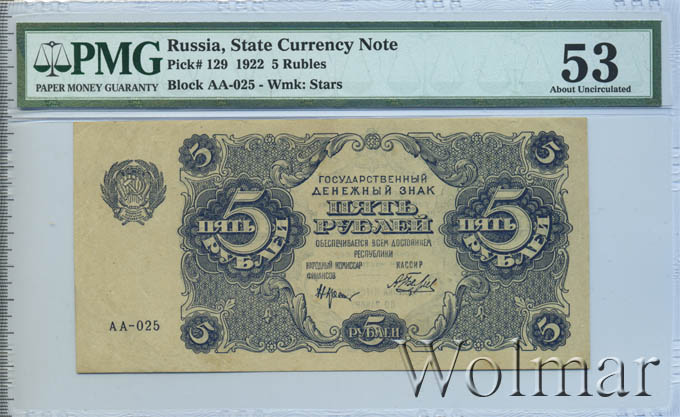 PMG
PAPER MONEY GUARANTY
Russia, State Currency Note
Pick# 129 1922 5 Rubles
Block AA-025 - Wmk: Stars
53
About Uncirculated
5
5
ГОСУДАРСТВЕННЫЙ
ДЕНЕЖНЫЙ ЗНАК
ПЯТЬ
РУБЛЕЙ
ОБЕСПЕЧИВАЕТСЯ ВСЕМ ДОСТОЯНИЕМ
РЕСПУБЛИКИ
НАРОДНЫЙ КОМИССАР
ФИНАНСОВ
КАССИР
5
ПЯТЬ
РУБЛЕЙ
5
ПЯТЬ
РУБЛЕЙ
АА-025
5
5
РУБЛЕЙ
5
Wolmar